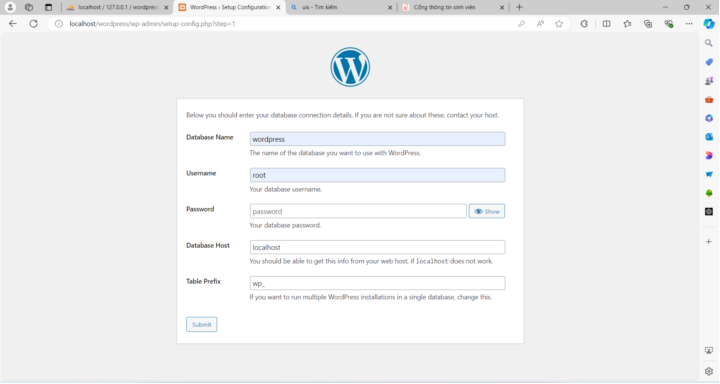 localhost / 127.0.0.1 / wordpress
WordPress › Setup Configuration
uis - Tìm kiếm
Cổng thông tin sinh viên
localhost/wordpress/wp-admin/setup-config.php?step=1
Below you should enter your database connection details. If you are not sure about these, contact your host.
Database Name
wordpress
The name of the database you want to use with WordPress.
Username
root
Your database username.
Password
password
Show
Your database password.
Database Host
localhost
You should be able to get this info from your web host, if localhost does not work.
Table Prefix
wp_
If you want to run multiple WordPress installations in a single database, change this.
Submit